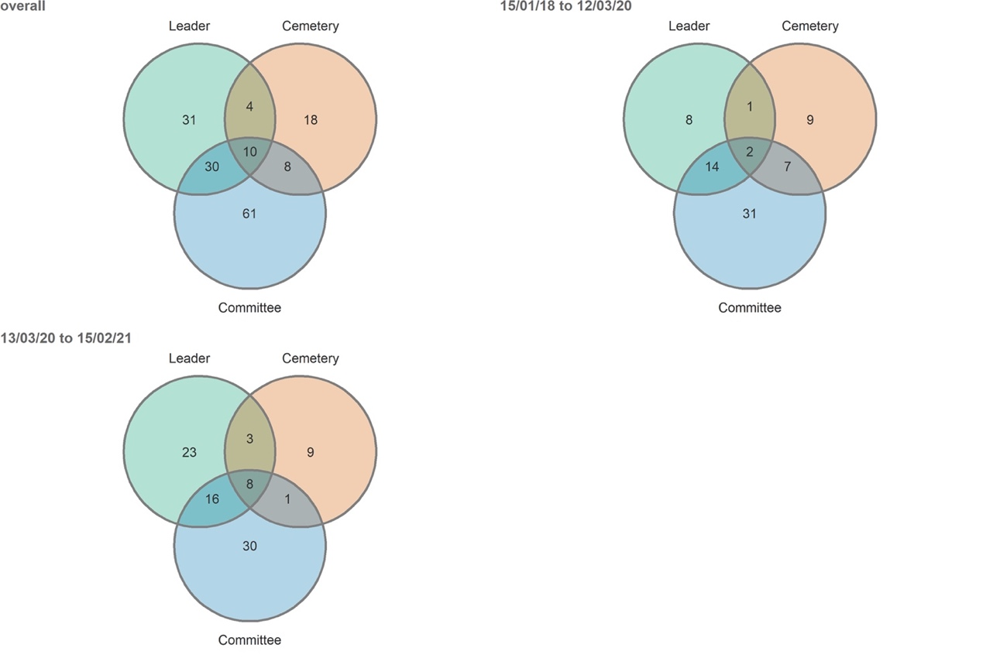 overall
Leader Cemetery
4
31 18
10
30 8
61
Committee
15/01/18 to 12/03/20
Leader Cemetery
1
8 9
2
14 7
31
Committee
13/03/20 to 15/02/21
Leader Cemetery
3
23 9
8
16 1
30
Committee